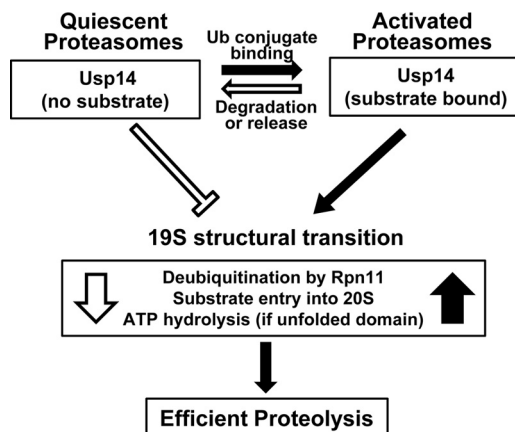 Quiescent
Proteasomes
Ub conjugate
binding
Activated
Proteasomes
Usp14
(no substrate)
Degradation
or release
Usp14
(substrate bound)
19S structural transition
Deubiquitination by Rpn11
Substrate entry into 20S
ATP hydrolysis (if unfolded domain)
Efficient Proteolysis